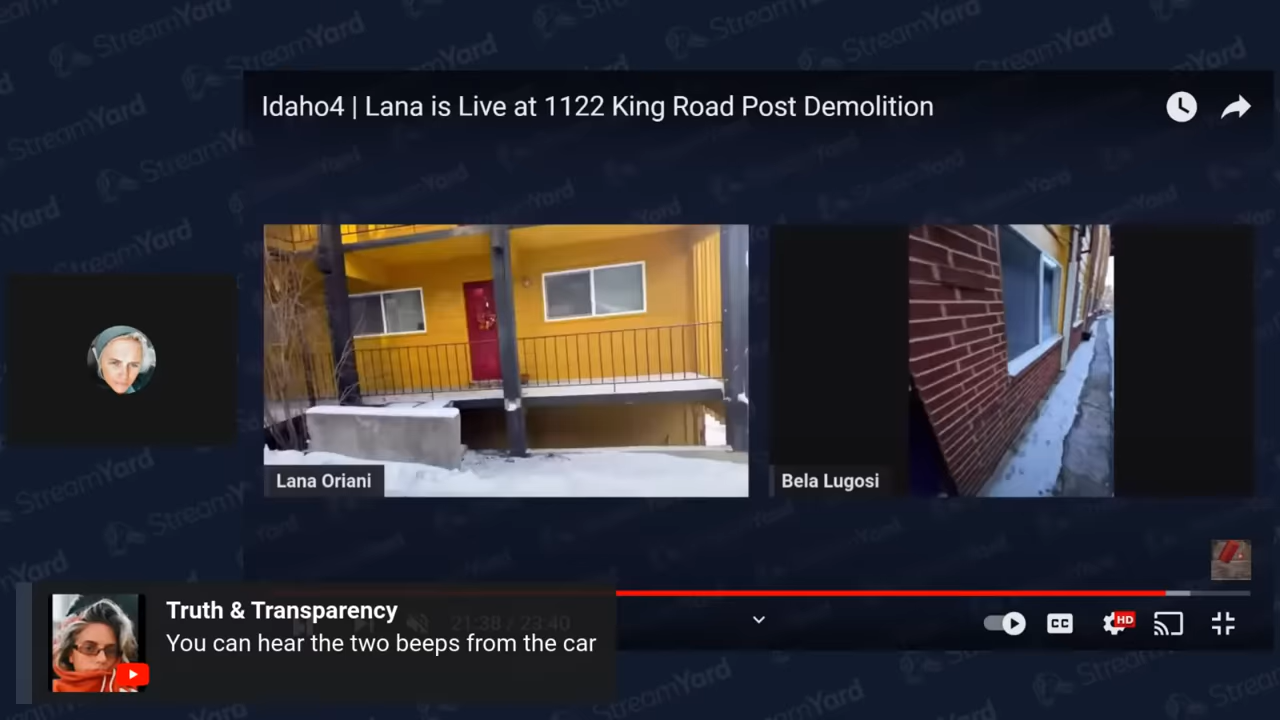 Idaho4 | Lana is Live at 1122 King Road Post Demolition
Lana Oriani
Bela Lugosi
Truth & Transparency
You can hear the two beeps from the car
21:38 / 23:40
CC
HD
StreamYard